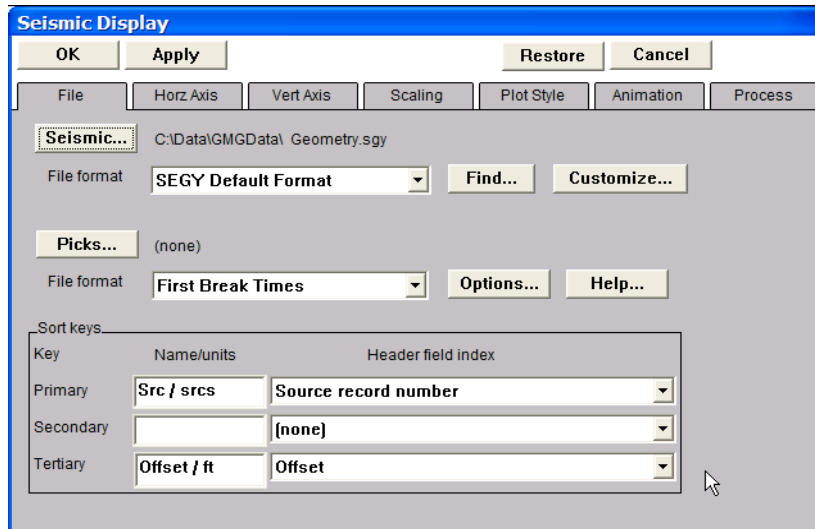 Seismic Display
OK Apply Restore Cancel
File Horz Axis Vert Axis Scaling Plot Style Animation Process
Seismic... C:\Data\GMGData\ Geometry.sgy
File format SEGY Default Format Find... Customize...
Picks... (none)
File format First Break Times Options... Help...
Sort keys
Key Name/units Header field index
Primary Src / srcs Source record number
Secondary (none)
Tertiary Offset / ft Offset